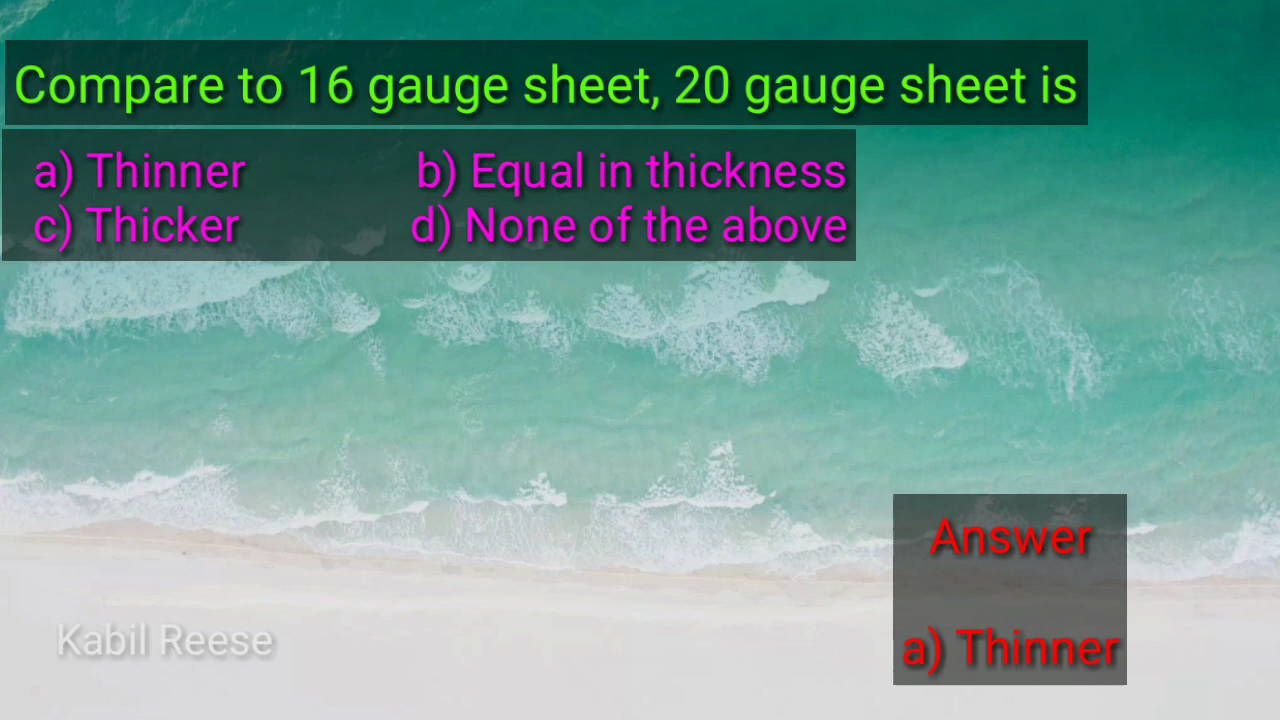 Compare to 16 gauge sheet, 20 gauge sheet is
a) Thinner b) Equal in thickness
c) Thicker d) None of the above
Answer
a) Thinner
Kabil Reese